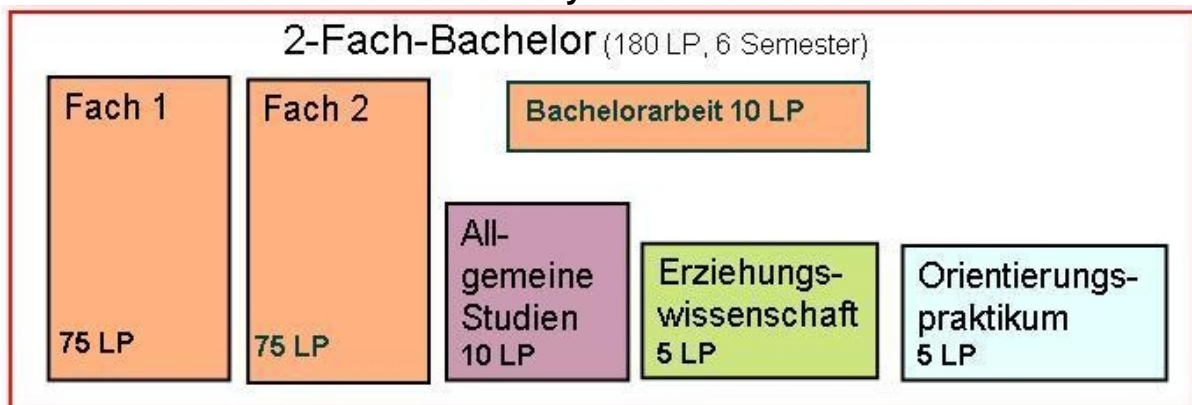 2-Fach-Bachelor (180 LP, 6 Semester)
Fach 1
75 LP
Fach 2
75 LP
Bachelorarbeit 10 LP
All-
gemeine
Studien
10 LP
Erziehungs-
wissenschaft
5 LP
Orientierungs-
praktikum
5 LP